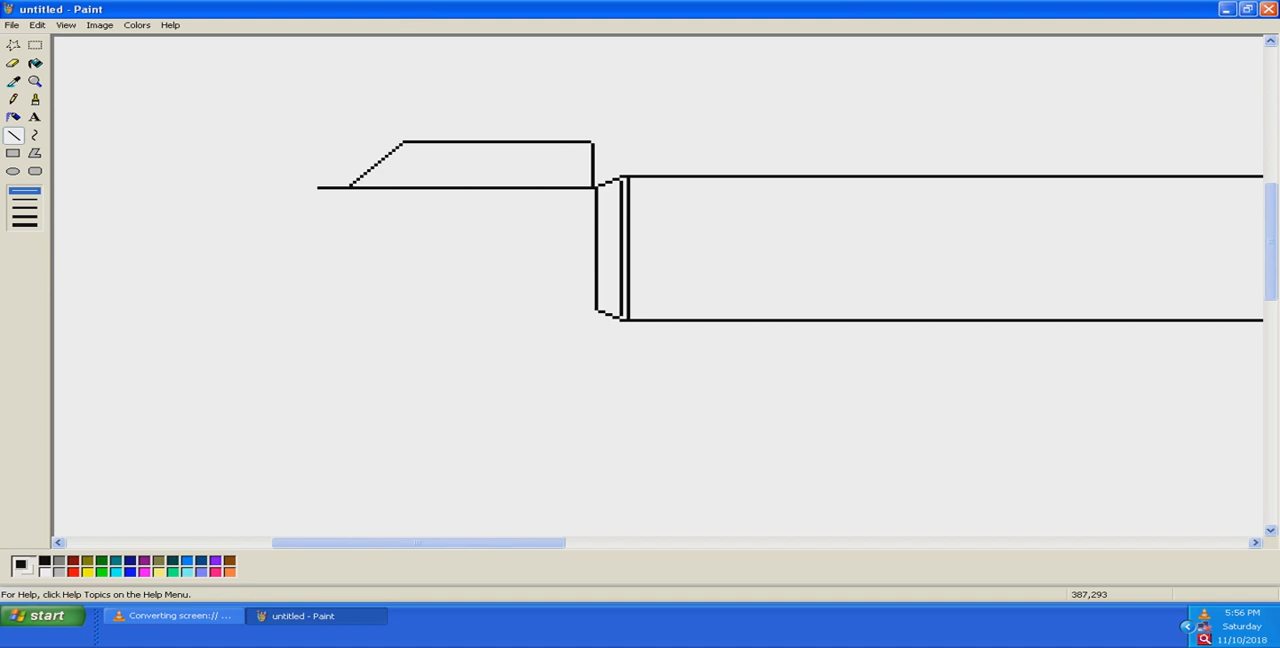 untitled - Paint
File Edit View Image Colors Help
A
For Help, click Help Topics on the Help Menu.
387,293
start
Converting screen:// ...
untitled - Paint
5:56 PM
Saturday
11/10/2018